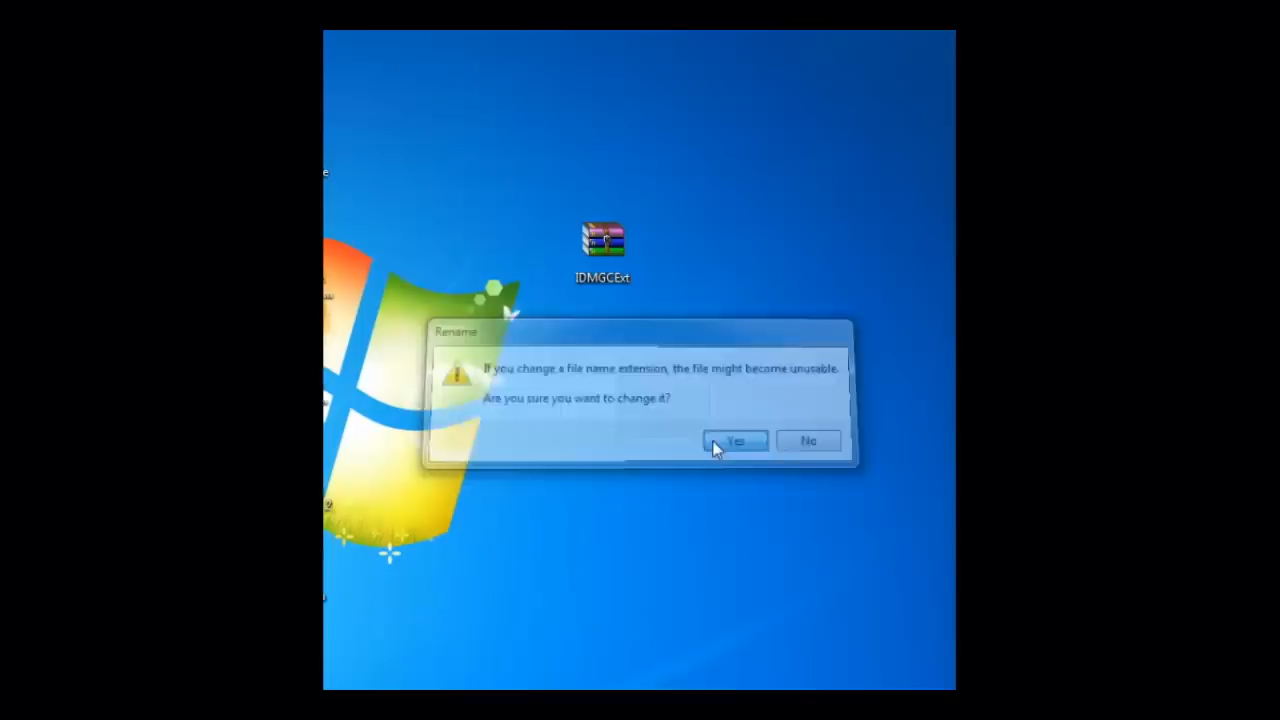 e
IDMGCExt
Rename
If you change a file name extension, the file might become unusable.
Are you sure you want to change it?
Yes
No